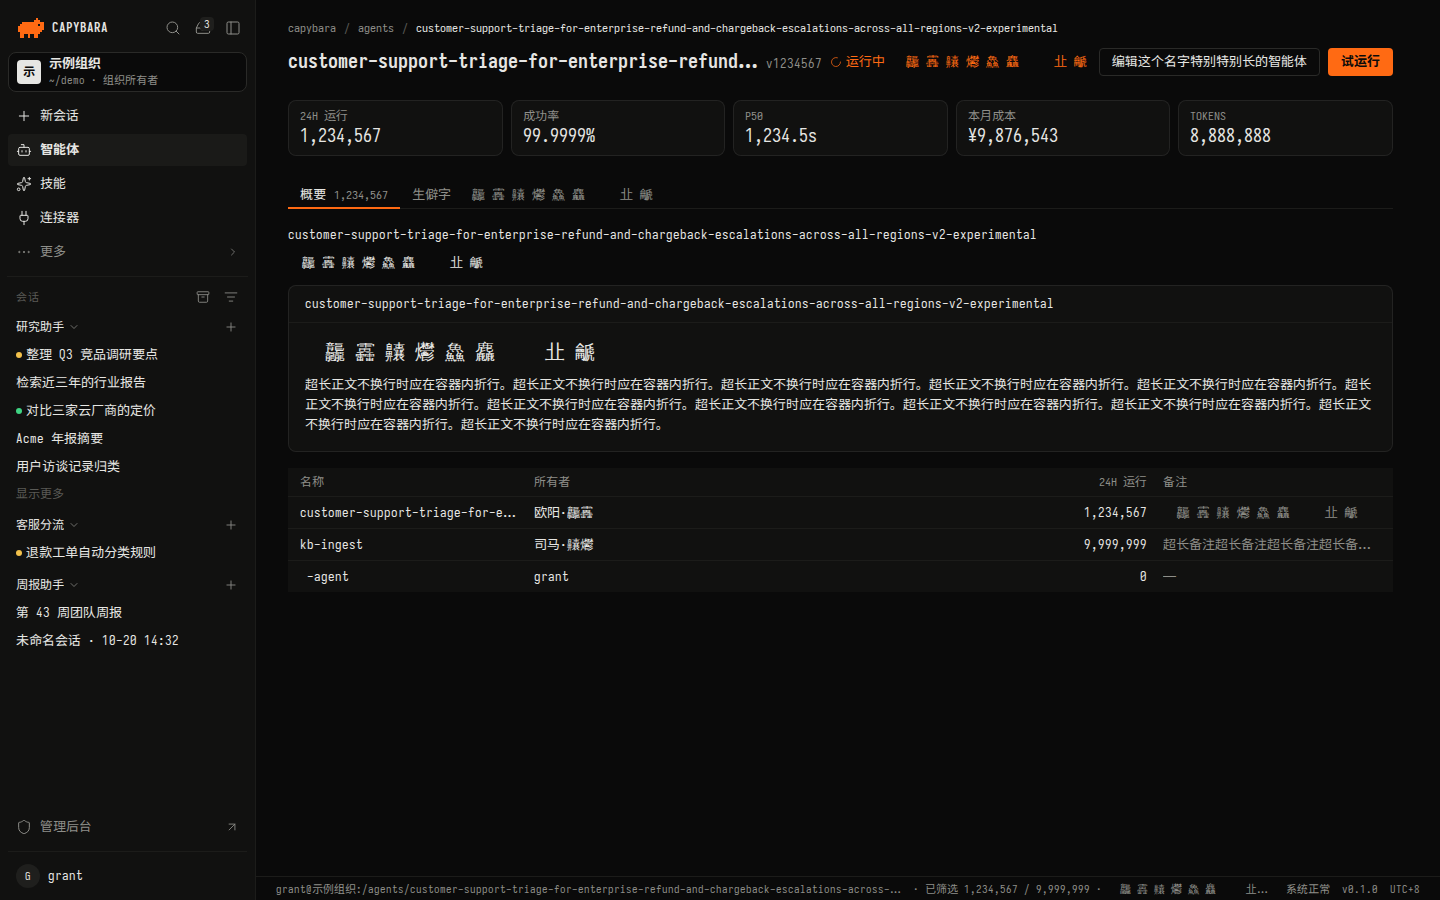 CAPYBARA
3
示
示例组织
~/demo · 组织所有者
新会话
智能体
技能
连接器
更多
会话
研究助手
整理 Q3 竞品调研要点
检索近三年的行业报告
对比三家云厂商的定价
Acme 年报摘要
用户访谈记录归类
显示更多
客服分流
退款工单自动分类规则
周报助手
第 43 周团队周报
未命名会话 · 10-20 14:32
管理后台
G grant
capybara / agents / customer-support-triage-for-enterprise-refund-and-chargeback-escalations-across-all-regions-v2-experimental
customer-support-triage-for-enterprise-refund… v1234567 运行中
编辑这个名字特别特别长的智能体
试运行
24H 运行
1,234,567
成功率
99.9999%
P50
1,234.5s
本月成本
¥9,876,543
TOKENS
8,888,888
概要 1,234,567 生僻字
customer-support-triage-for-enterprise-refund-and-chargeback-escalations-across-all-regions-v2-experimental
customer-support-triage-for-enterprise-refund-and-chargeback-escalations-across-all-regions-v2-experimental
超长正文不换行时应在容器内折行。超长正文不换行时应在容器内折行。超长正文不换行时应在容器内折行。超长正文不换行时应在容器内折行。超长正文不换行时应在容器内折行。超长
正文不换行时应在容器内折行。超长正文不换行时应在容器内折行。超长正文不换行时应在容器内折行。超长正文不换行时应在容器内折行。超长正文不换行时应在容器内折行。超长正文
不换行时应在容器内折行。超长正文不换行时应在容器内折行。
名称 所有者 24H 运行 备注
customer-support-triage-for-e… 欧阳· 1,234,567
kb-ingest 司马· 9,999,999 超长备注超长备注超长备注超长备…
-agent grant 0 —
grant@示例组织:/agents/customer-support-triage-for-enterprise-refund-and-chargeback-escalations-across-… · 已筛选 1,234,567 / 9,999,999 · 系统正常 v0.1.0 UTC+8